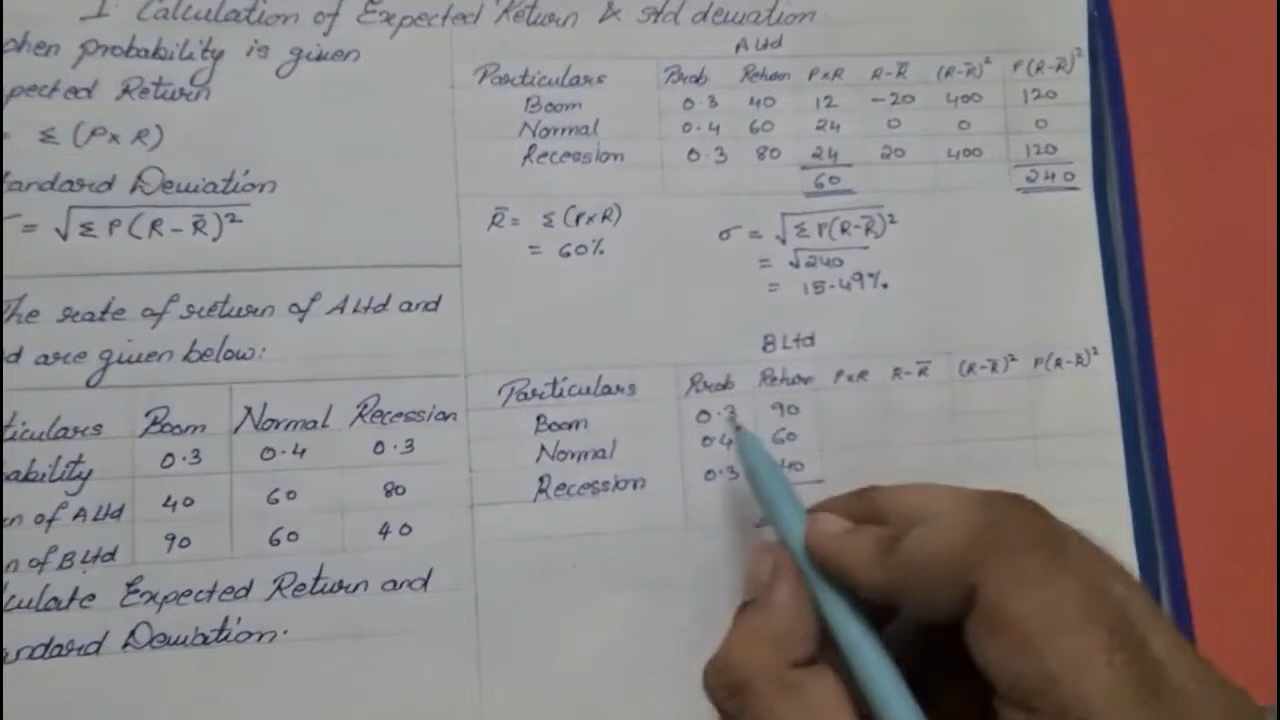 I. Calculation of Expected Return & std deviation
when probability is given
pected Return
= Σ (P×R)
tandard Deviation
= √Σ P(R-R̄)²
The rate of return of A Ltd and
d are given below:
ticulars Boom Normal Recession
ability 0.3 0.4 0.3
n of A Ltd 40 60 80
n of B Ltd 90 60 40
lculate Expected Return and
andard Deviation.
A Ltd
Particulars Prob Return P×R R-R̄ (R-R̄)² P(R-R̄)²
Boom 0.3 40 12 -20 400 120
Normal 0.4 60 24 0 0 0
Recession 0.3 80 24 20 400 120
60 240
R̄ = Σ (P×R)
= 60%
σ = √Σ P(R-R̄)²
= √240
= 15.49%
B Ltd
Particulars Prob Return P×R R-R̄ (R-R̄)² P(R-R̄)²
Boom 0.3 90
Normal 0.4 60
Recession 0.3 40